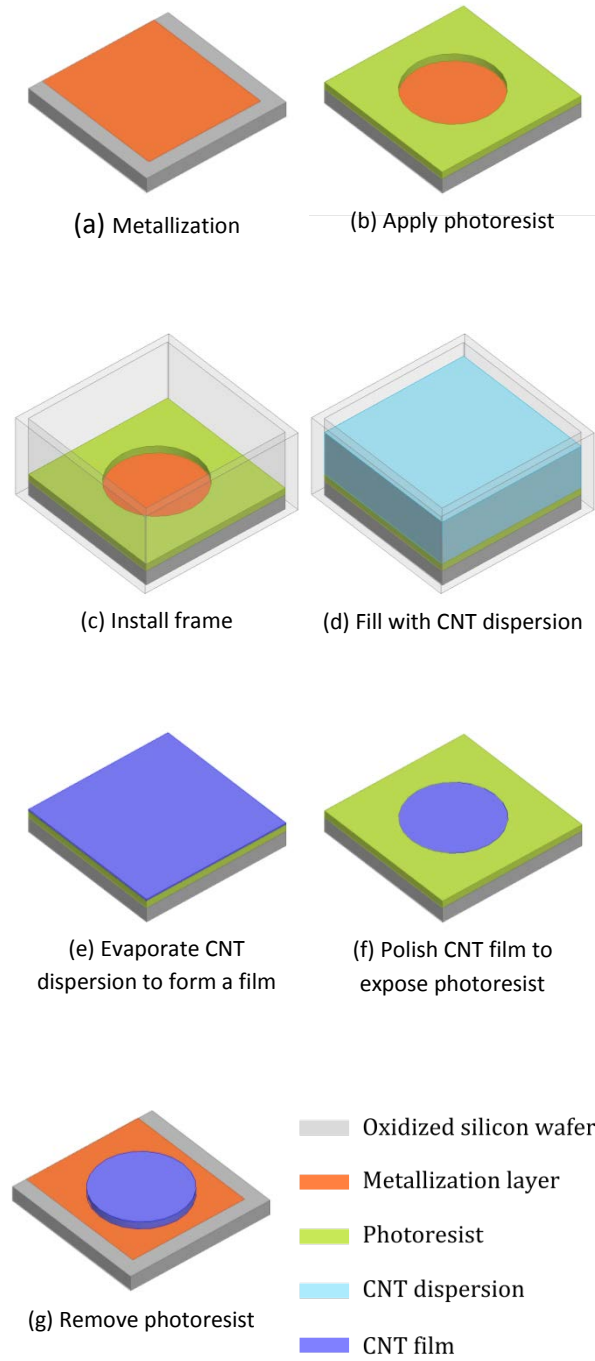 (a) Metallization
(b) Apply photoresist
(c) Install frame
(d) Fill with CNT dispersion
(e) Evaporate CNT
dispersion to form a film
(f) Polish CNT film to
expose photoresist
(g) Remove photoresist
Oxidized silicon wafer
Metallization layer
Photoresist
CNT dispersion
CNT film